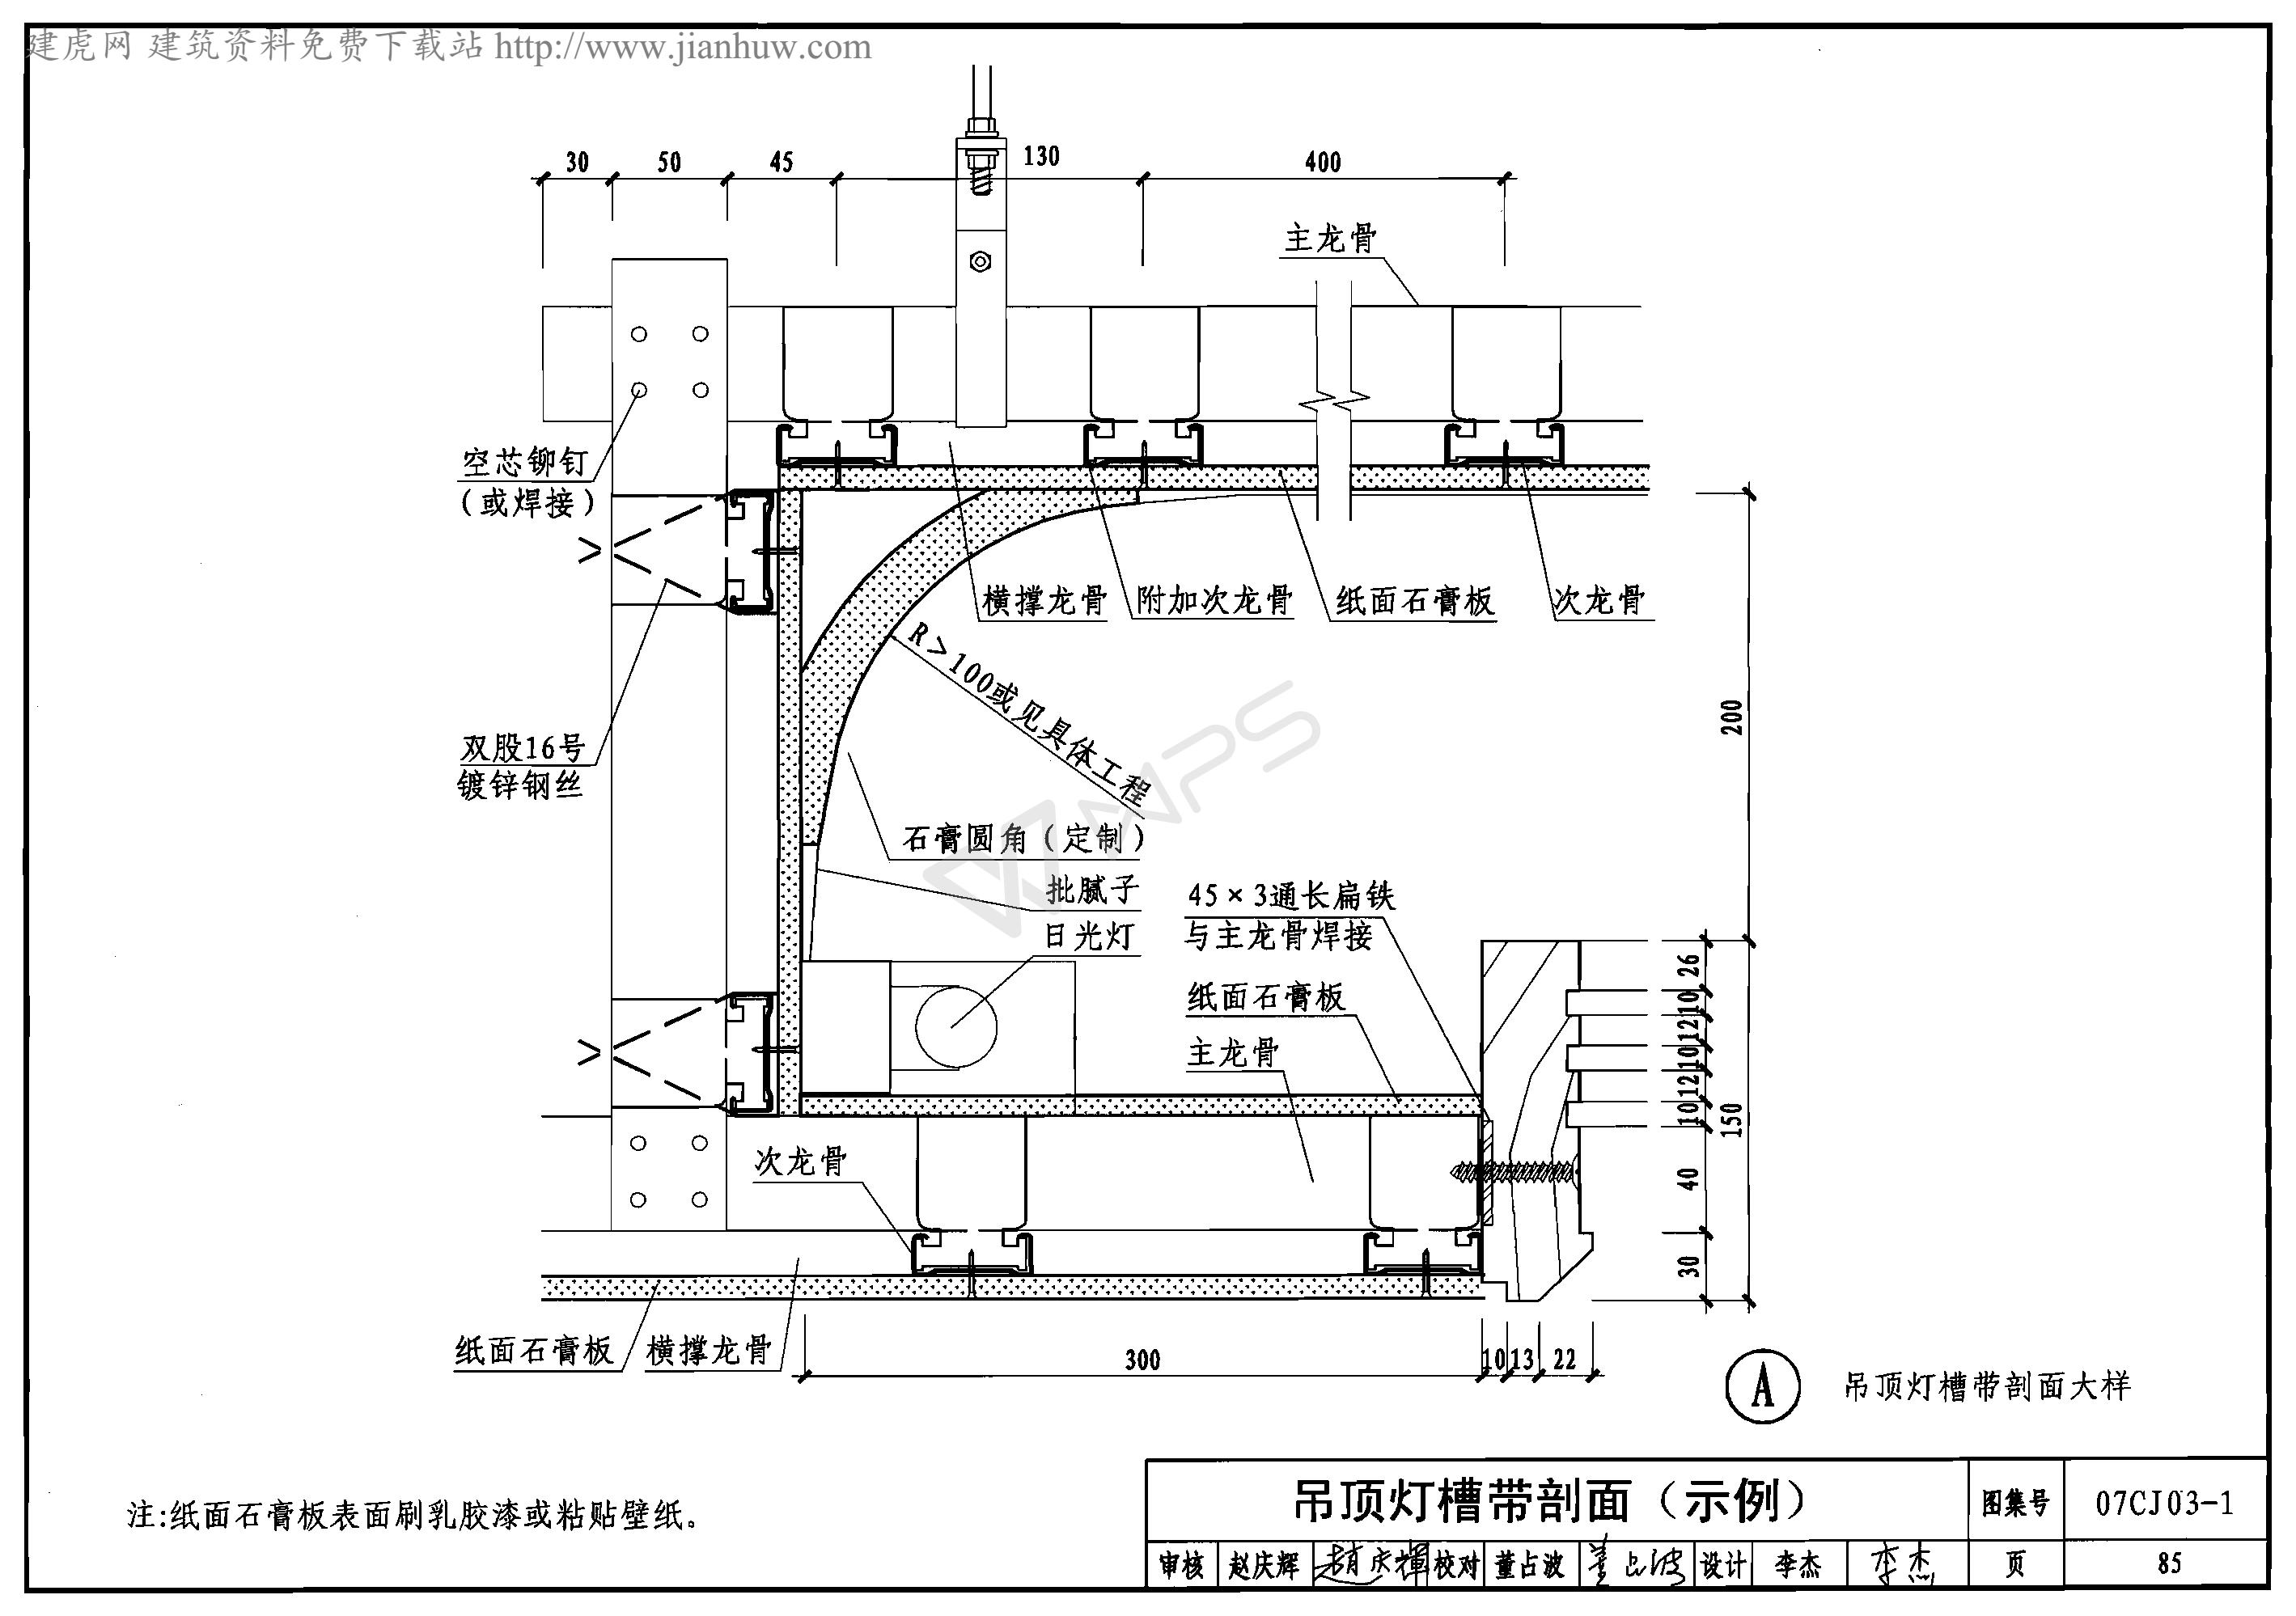 建虎网 建筑资料免费下载站 http://www.jianhuw.com
30 50 45 130 400
主龙骨
空芯铆钉
（或焊接）
横撑龙骨 附加次龙骨 纸面石膏板 次龙骨
R＞100或见具体工程
200
双股16号
镀锌钢丝
石膏圆角（定制）
批腻子
日光灯
45×3通长扁铁
与主龙骨焊接
纸面石膏板
主龙骨
26
10
12
10
12
10
40
30
150
次龙骨
纸面石膏板 横撑龙骨
300 10 13 22
WPS
A 吊顶灯槽带剖面大样
注:纸面石膏板表面刷乳胶漆或粘贴壁纸。
吊顶灯槽带剖面（示例） 图集号 07CJ03-1
审核 赵庆辉 赵庆輝 校对 董占波 董占波 设计 李杰 李杰 页 85